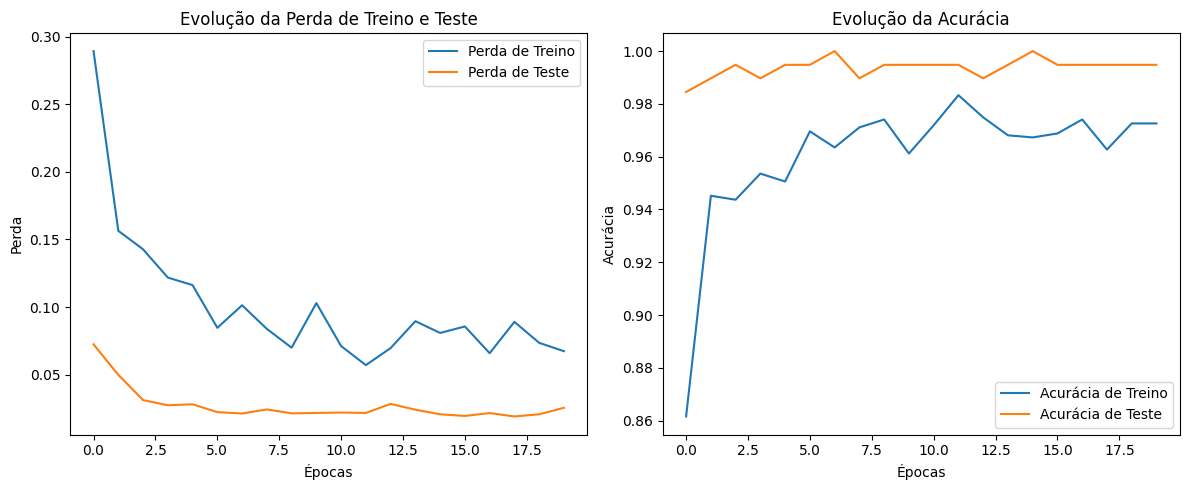 Evolução da Perda de Treino e Teste
0.30
0.25
0.20
0.15
0.10
0.05
Perda
Perda de Treino
Perda de Teste
0.0 2.5 5.0 7.5 10.0 12.5 15.0 17.5
Épocas
Evolução da Acurácia
1.00
0.98
0.96
0.94
0.92
0.90
0.88
0.86
Acurácia
Acurácia de Treino
Acurácia de Teste
0.0 2.5 5.0 7.5 10.0 12.5 15.0 17.5
Épocas